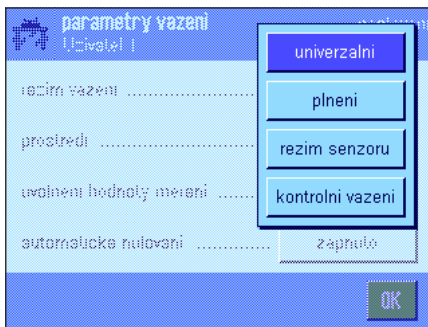 parametry vazeni
Uzivatel 1
rezim vazeni ....................
univerzalni
plneni
prostredi ........................
rezim senzoru
uvolneni hodnoty mereni .......
kontrolni vazeni
automaticke nulovani ............. zapnuto
OK